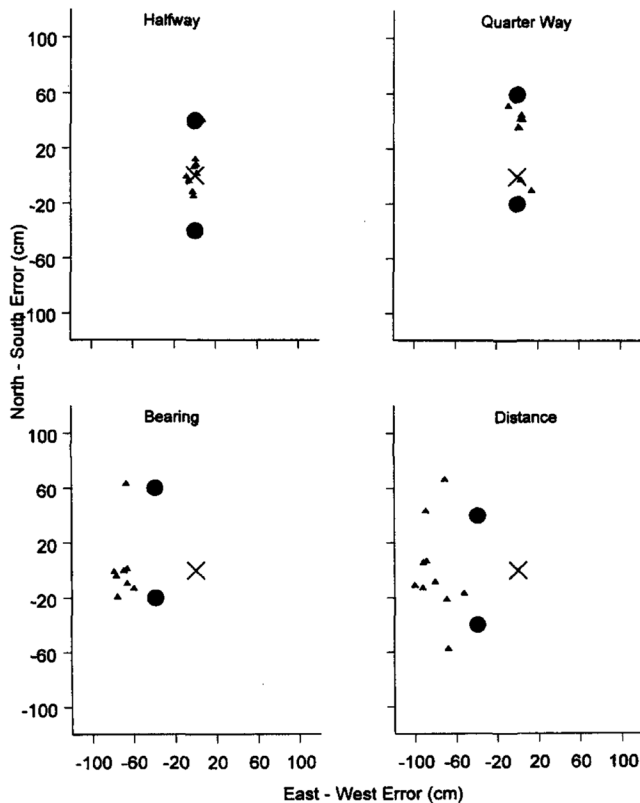 Halfway
Quarter Way
100
60
20
-20
-60
-100
North - South Error (cm)
Bearing
Distance
100
60
20
-20
-60
-100
-100 -60 -20 20 60 100
-100 -60 -20 20 60 100
East - West Error (cm)